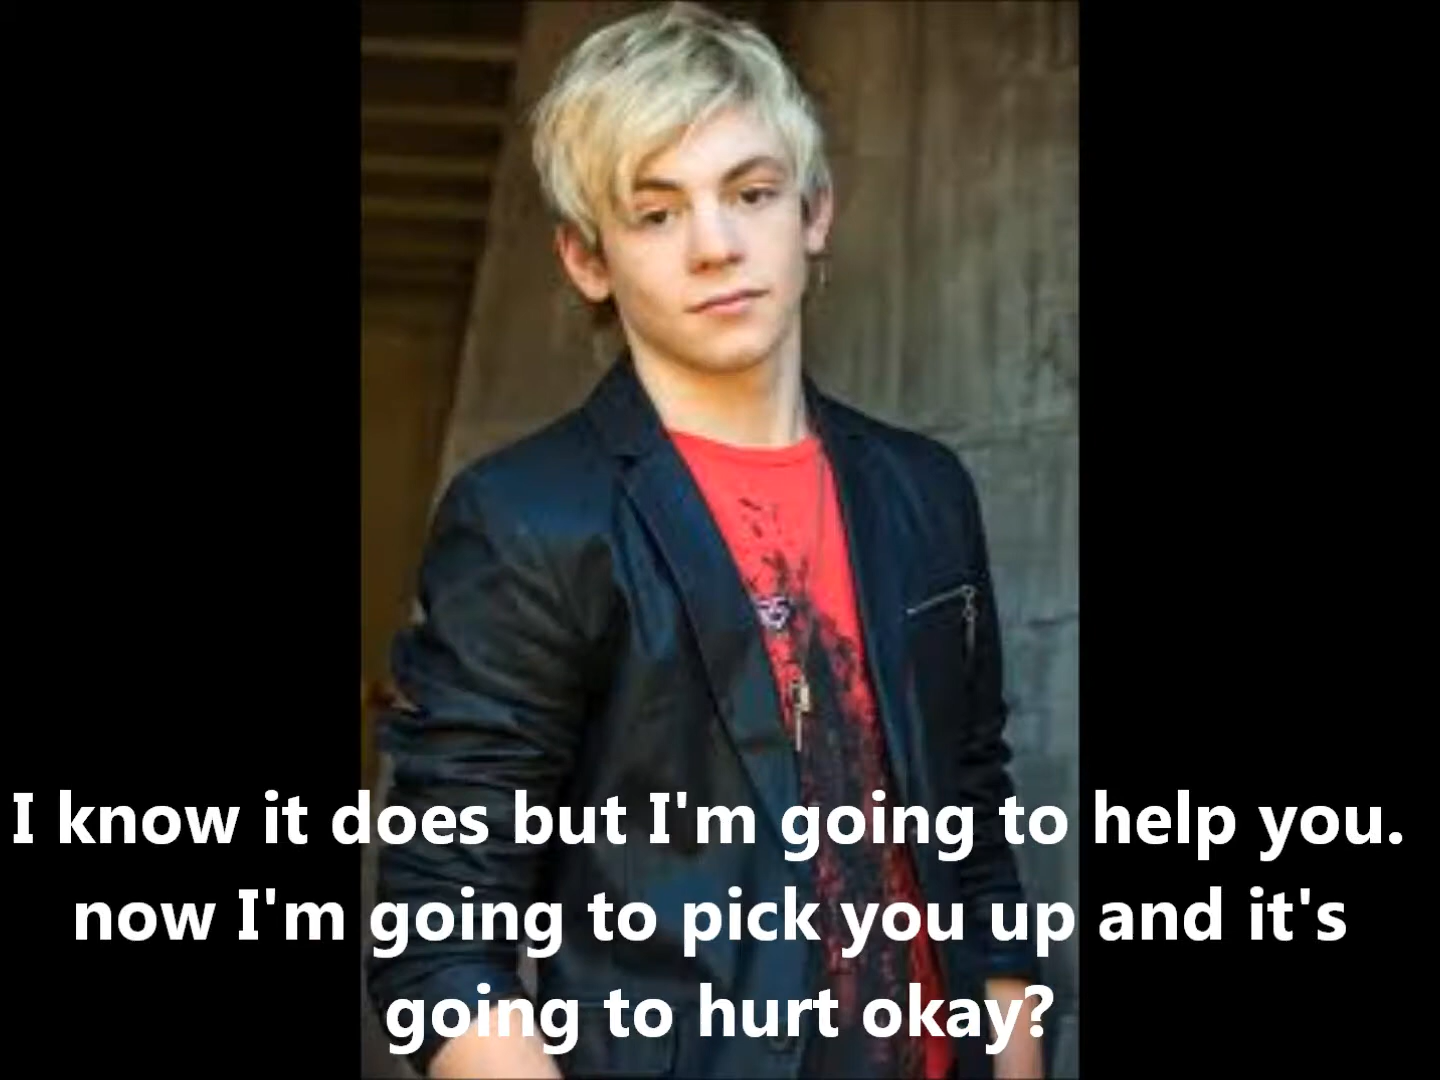 I know it does but I'm going to help you.
now I'm going to pick you up and it's
going to hurt okay?